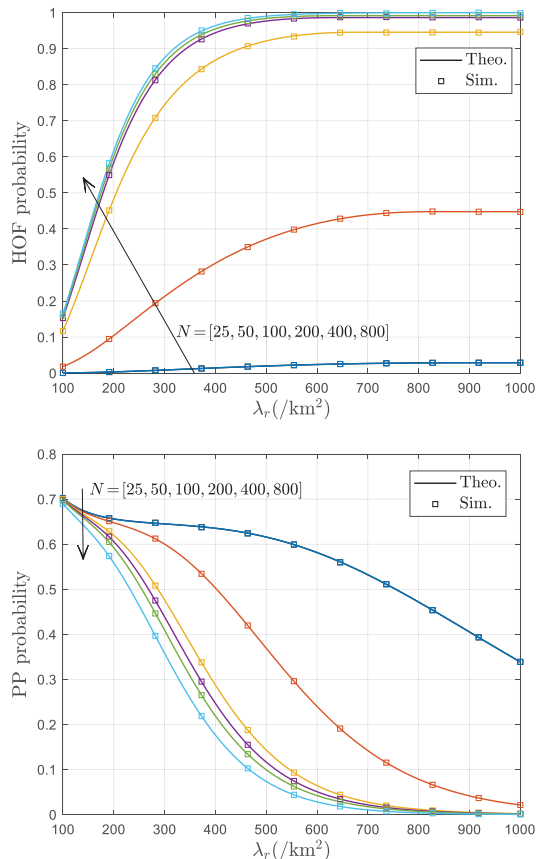 1
0.9
0.8
0.7
0.6
0.5
0.4
0.3
0.2
0.1
0
HOF probability
Theo.
Sim.
N = [25, 50, 100, 200, 400, 800]
100 200 300 400 500 600 700 800 900 1000
λr(/km²)
0.8
0.7
0.6
0.5
0.4
0.3
0.2
0.1
0
PP probability
N = [25, 50, 100, 200, 400, 800]
Theo.
Sim.
100 200 300 400 500 600 700 800 900 1000
λr(/km²)